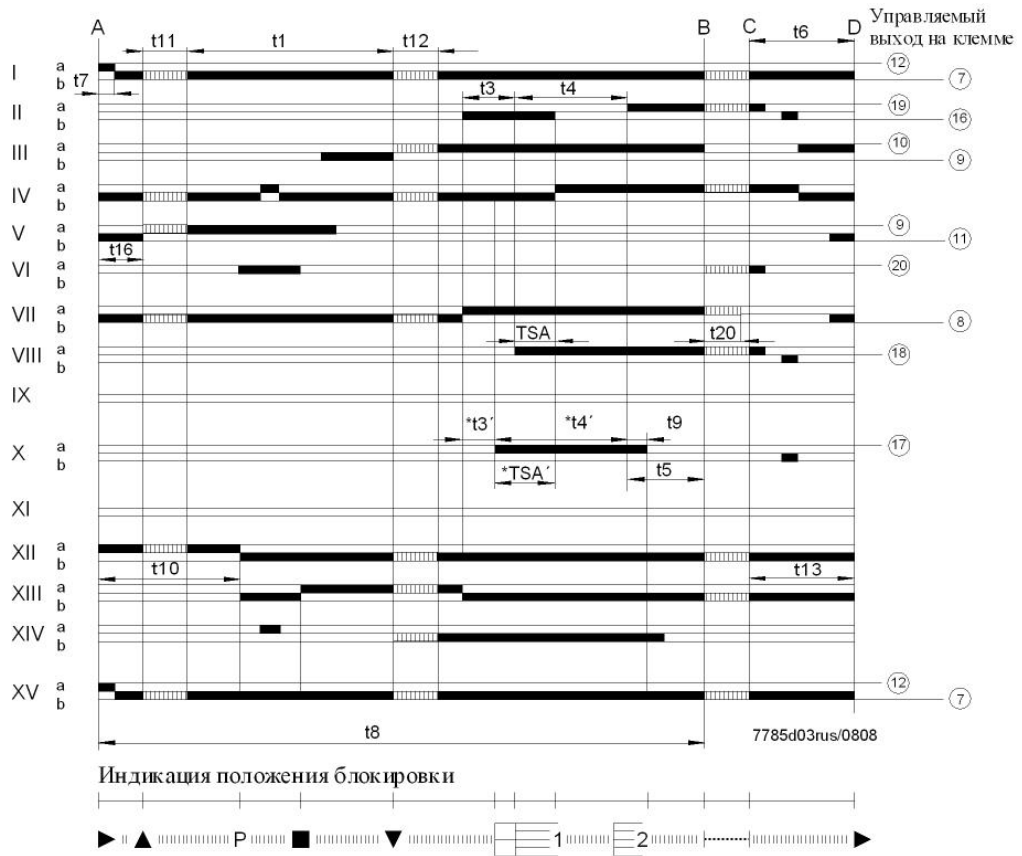 A B C D Управляемый
выход на клемме
t11 t1 t12 t6
I a 12
t7 b 7
t3 t4
II a 19
b 16
III a 10
b 9
IV a
b
V a 9
b 11
t16
VI a 20
b
VII a
b 8
TSA t20
VIII a 18
b
IX
*t3´ *t4´ t9
X a 17
b
t5
*TSA´
XI
XII a
b
t10 t13
XIII a
b
XIV a
b
XV a 12
b 7
t8
7785d03rus/0808
Индикация положения блокировки
P 1 2